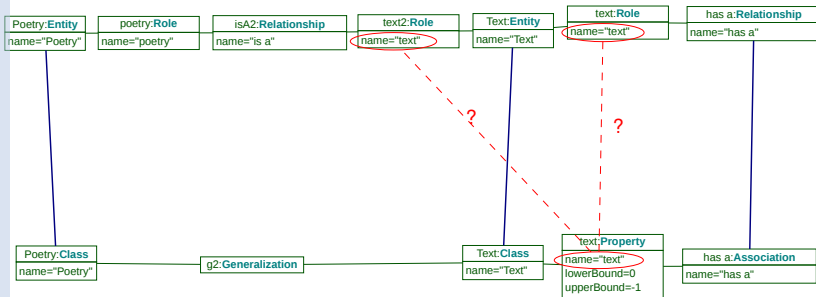 Poetry:Entity
name="Poetry"
poetry:Role
name="poetry"
isA2:Relationship
name="is a"
text2:Role
name="text"
Text:Entity
name="Text"
text:Role
name="text"
has a:Relationship
name="has a"
?
?
Poetry:Class
name="Poetry"
g2:Generalization
Text:Class
name="Text"
text:Property
name="text"
lowerBound=0
upperBound=-1
has a:Association
name="has a"